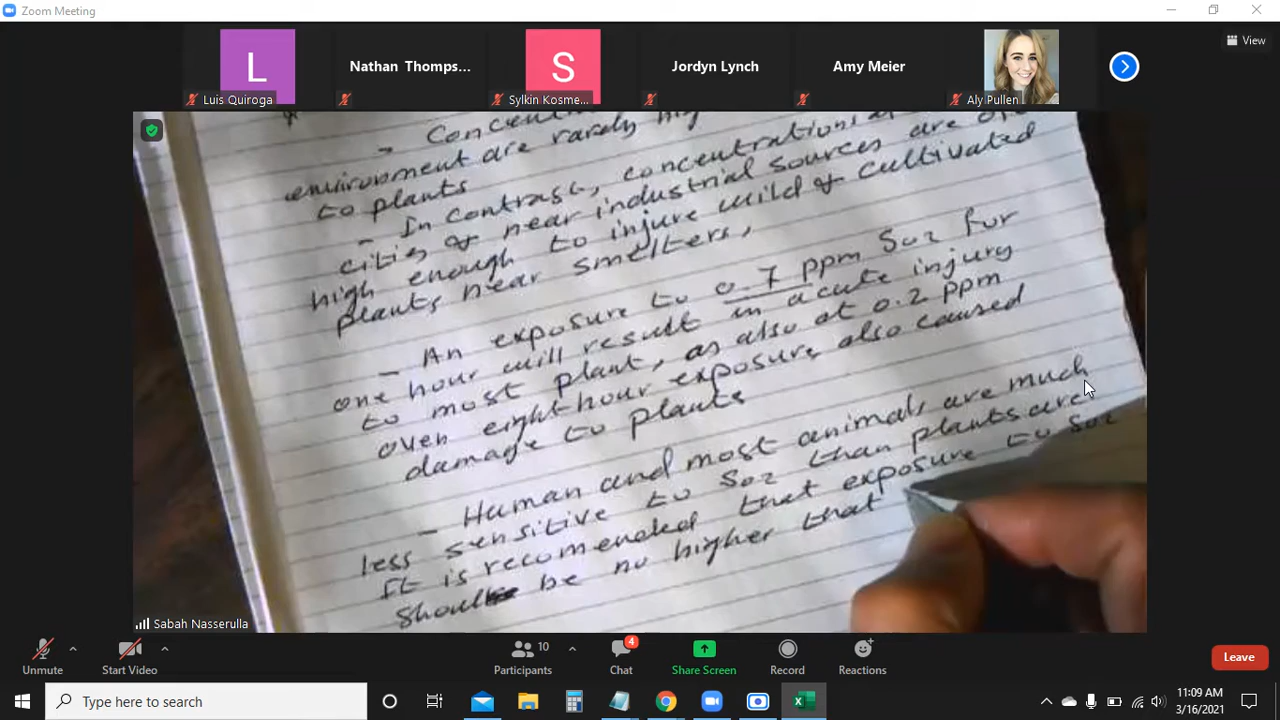 Zoom Meeting
View
L
Luis Quiroga
Nathan Thomps...
S
Sylkin Kosme...
Jordyn Lynch
Amy Meier
Aly Pullen
- Concent
environment are rarely hig
to plants
- In contrast, concentrations
cities & near industrial sources are
high enough to injure wild & cultivated
plants near smelters,
- An exposure to 0.7 ppm SO2 for
one hour will result in acute injury
to most plant, as also at 0.2 ppm
over eight-hour exposure also caused
damage to plants
- Human and most animals are much
less sensitive to SO2 than plants are.
It is recomended that exposure to SO2
Should be no higher that
Sabah Nasserulla
Unmute
Start Video
Participants
10
Chat
4
Share Screen
Record
Reactions
Leave
Type here to search
11:09 AM
3/16/2021